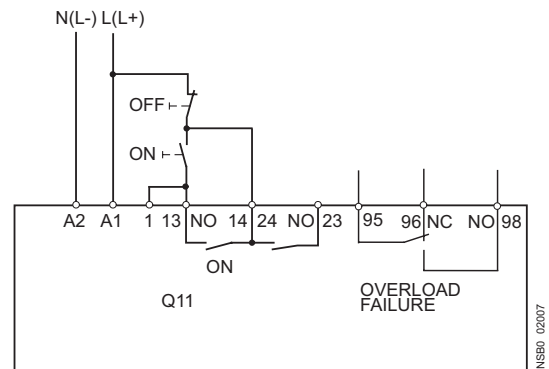 N(L-) L(L+)
OFF
ON
A2 A1 1 13 NO 14 24 NO 23 95 96 NC NO 98
ON
Q11
OVERLOAD
FAILURE
NSB0 02007